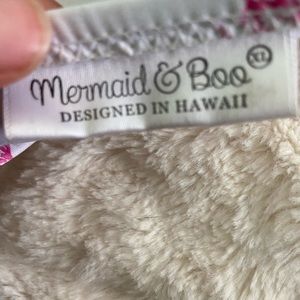 Mermaid & Boo
XL
DESIGNED IN HAWAII